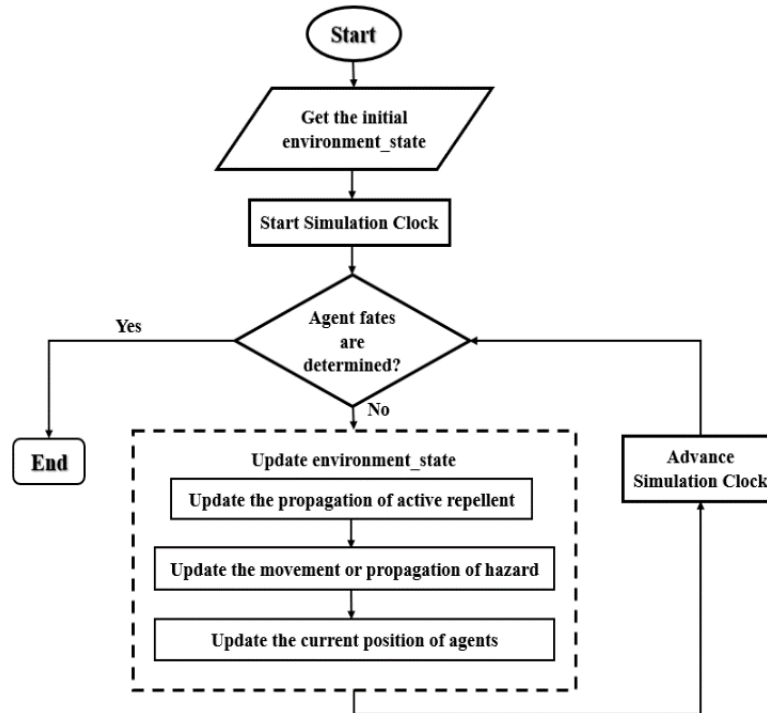 Start
Get the initial
environment_state
Start Simulation Clock
Agent fates
are
determined?
Yes
No
End
Update environment_state
Update the propagation of active repellent
Update the movement or propagation of hazard
Update the current position of agents
Advance
Simulation Clock